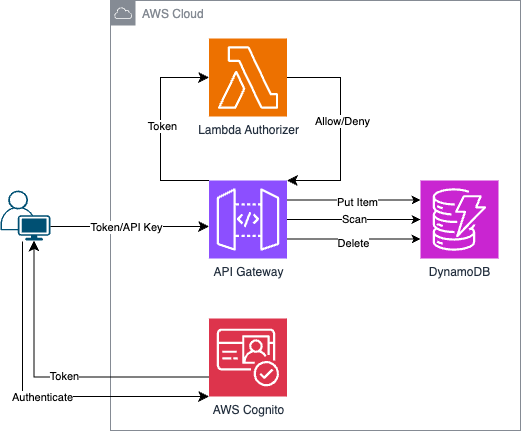 AWS Cloud
Lambda Authorizer
Token
Allow/Deny
Token/API Key
Put Item
Scan
Delete
API Gateway
DynamoDB
Token
Authenticate
AWS Cognito